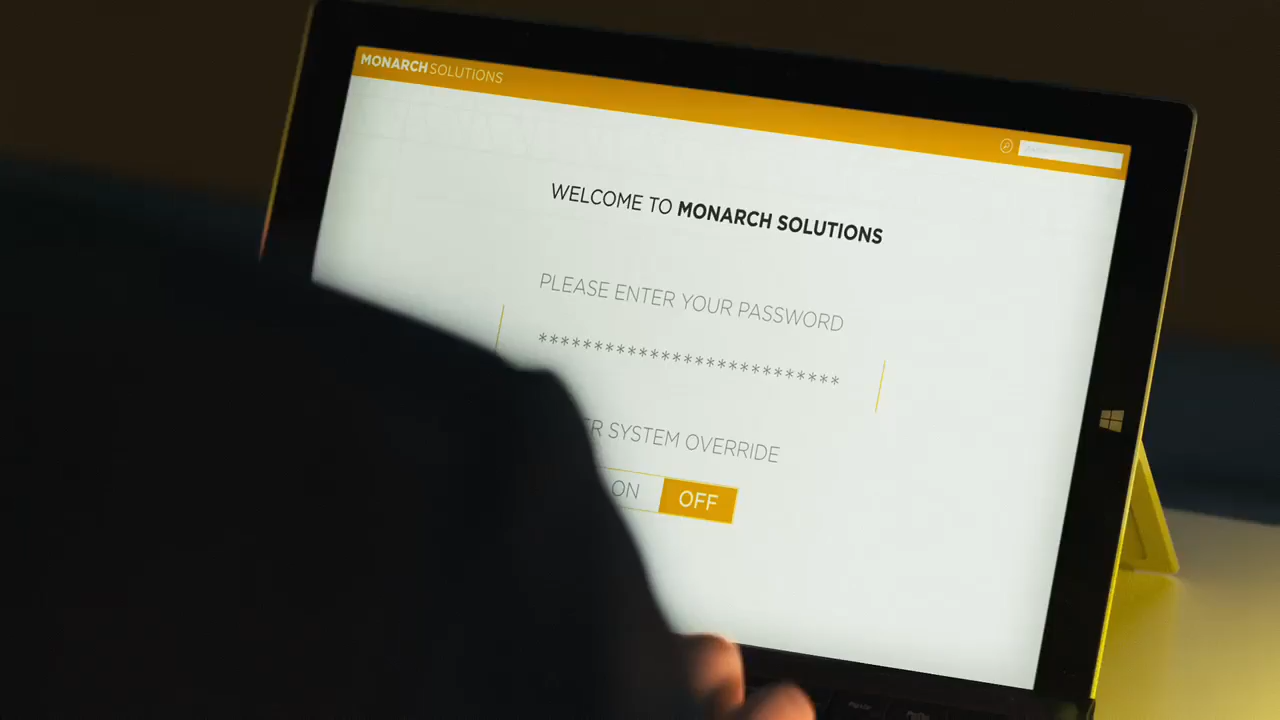 MONARCH SOLUTIONS
WELCOME TO MONARCH SOLUTIONS
PLEASE ENTER YOUR PASSWORD
*************************
SYSTEM OVERRIDE
ON OFF